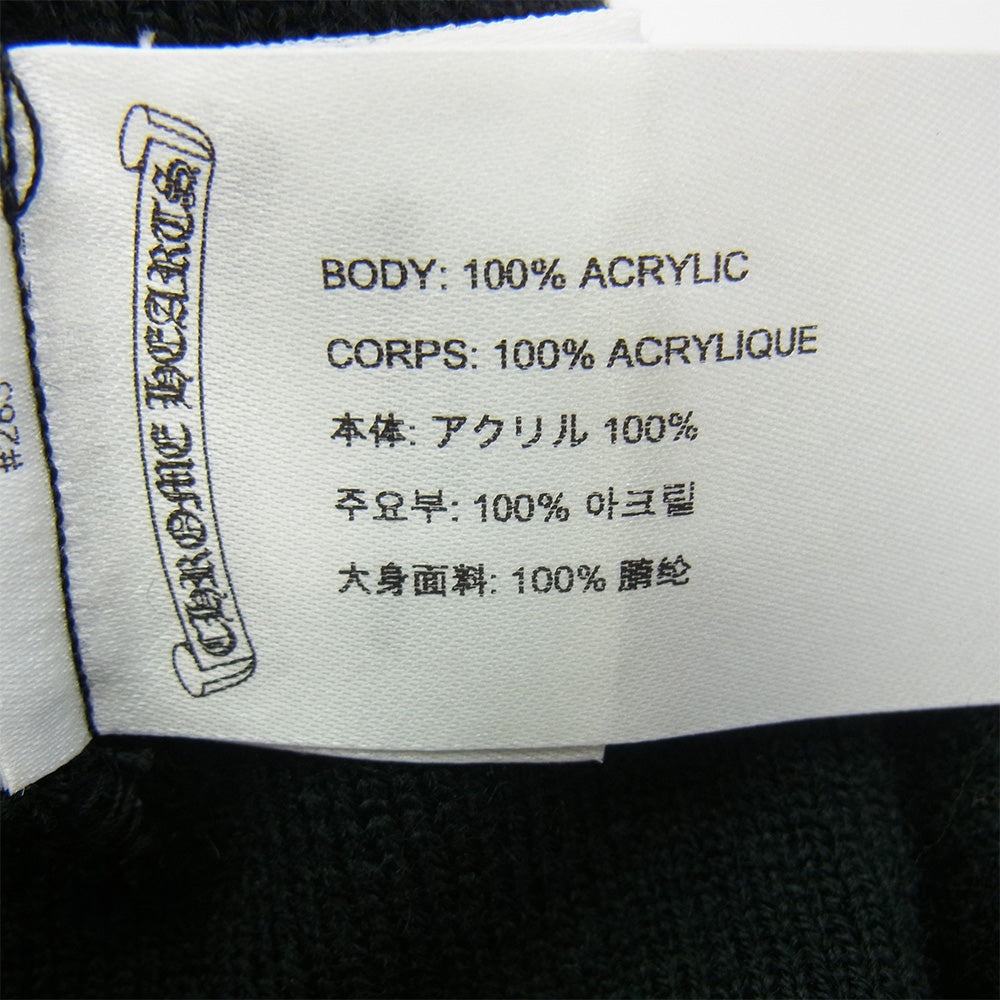 CHROME HEARTS
BODY: 100% ACRYLIC
CORPS: 100% ACRYLIQUE
本体: アクリル 100%
주요부: 100% 아크릴
大身面料: 100% 腈纶